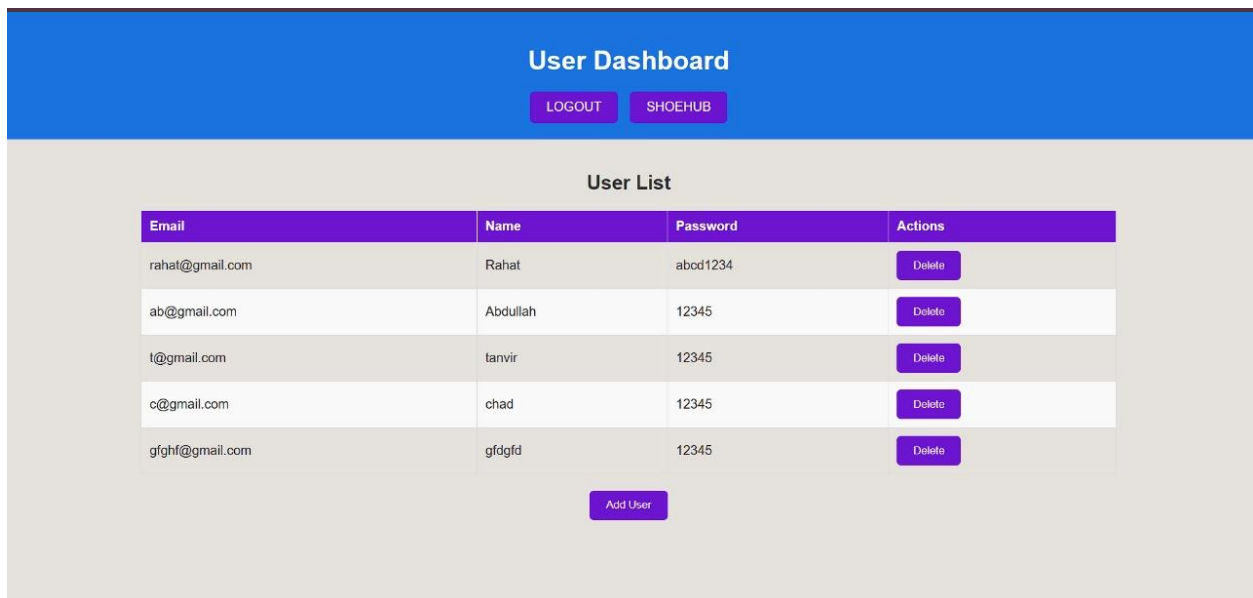 User Dashboard
LOGOUT SHOEHUB
User List
Email Name Password Actions
rahat@gmail.com Rahat abcd1234 Delete
ab@gmail.com Abdullah 12345 Delete
t@gmail.com tanvir 12345 Delete
c@gmail.com chad 12345 Delete
gfghf@gmail.com gfdgfd 12345 Delete
Add User